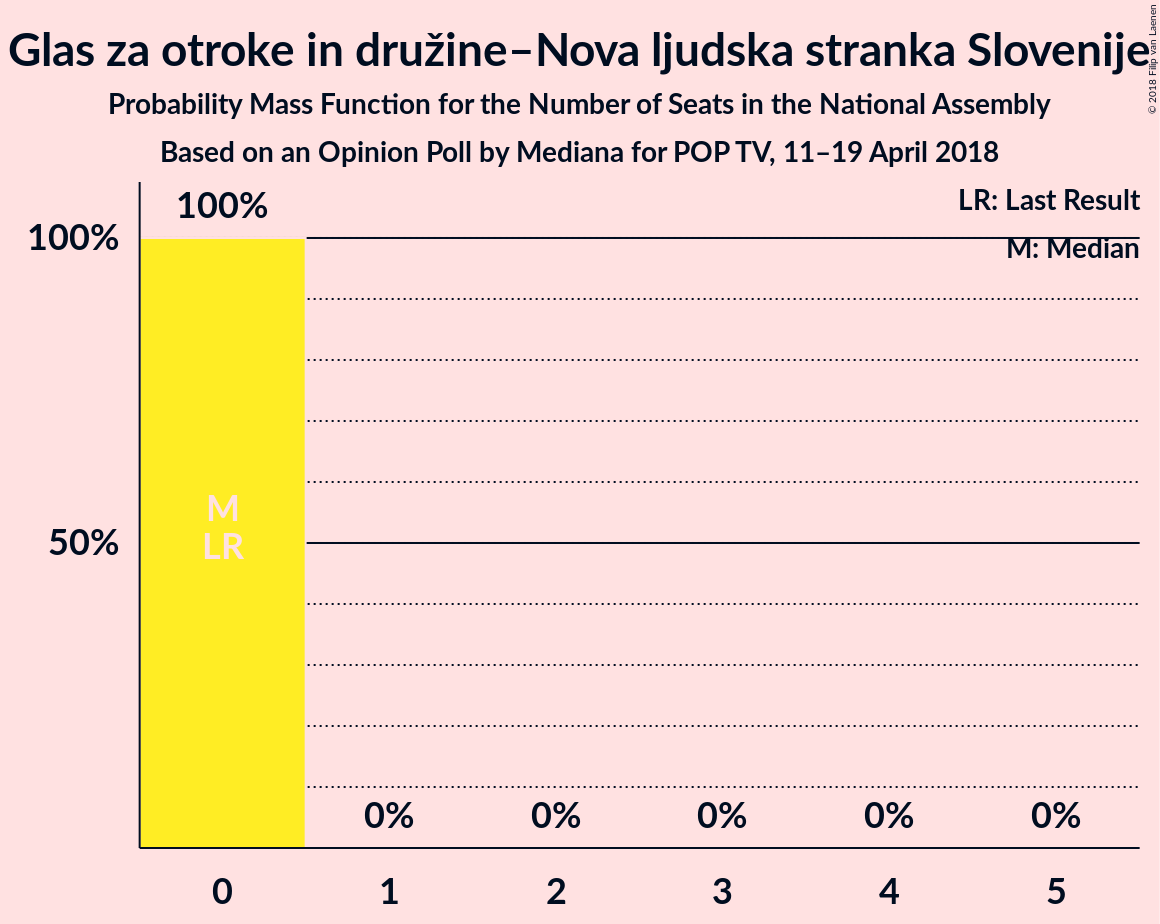 Glas za otroke in družine–Nova ljudska stranka Slovenije
Probability Mass Function for the Number of Seats in the National Assembly
Based on an Opinion Poll by Mediana for POP TV, 11–19 April 2018
© 2018 Filip van Laenen
LR: Last Result
M: Median
100%
100%
50%
M
LR
0% 0% 0% 0% 0%
0 1 2 3 4 5